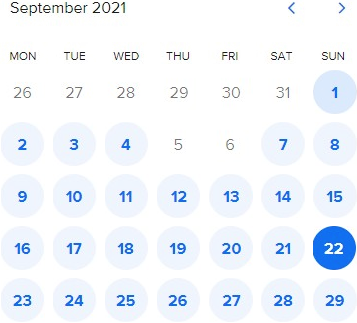 September 2021
MON TUE WED THU FRI SAT SUN
26 27 28 29 30 31 1
2 3 4 5 6 7 8
9 10 11 12 13 14 15
16 17 18 19 20 21 22
23 24 25 26 27 28 29